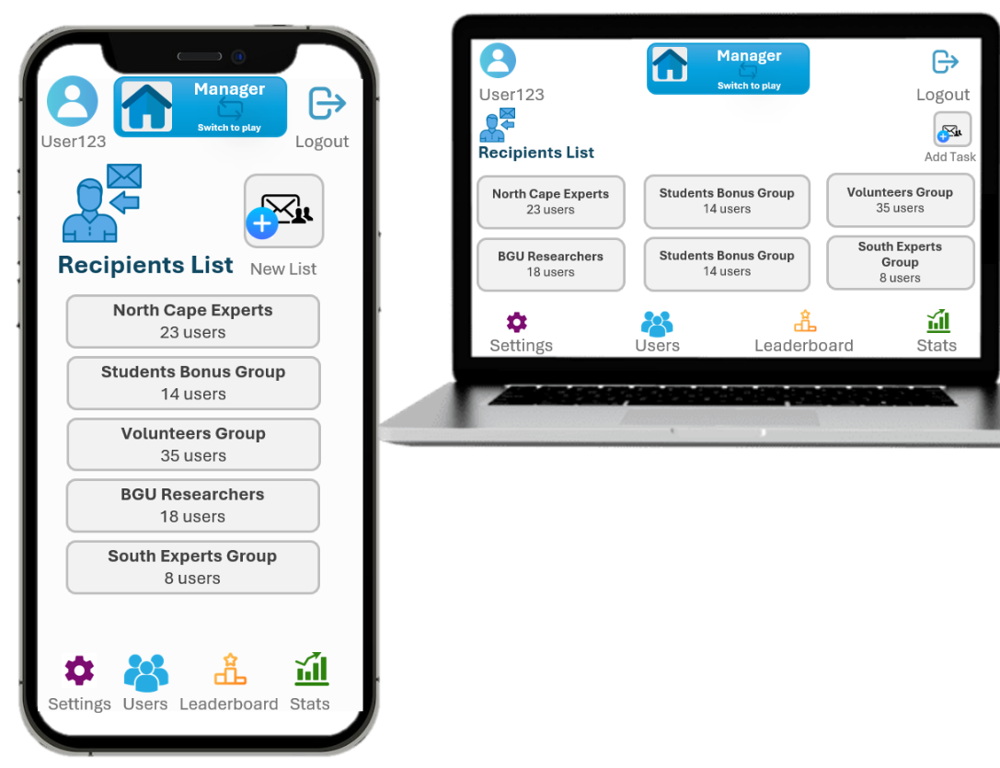 Manager
Switch to play
User123
Logout
Recipients List
New List
North Cape Experts
23 users
Students Bonus Group
14 users
Volunteers Group
35 users
BGU Researchers
18 users
South Experts Group
8 users
Settings
Users
Leaderboard
Stats
Manager
Switch to play
User123
Logout
Recipients List
Add Task
North Cape Experts
23 users
Students Bonus Group
14 users
Volunteers Group
35 users
BGU Researchers
18 users
Students Bonus Group
14 users
South Experts
Group
8 users
Settings
Users
Leaderboard
Stats